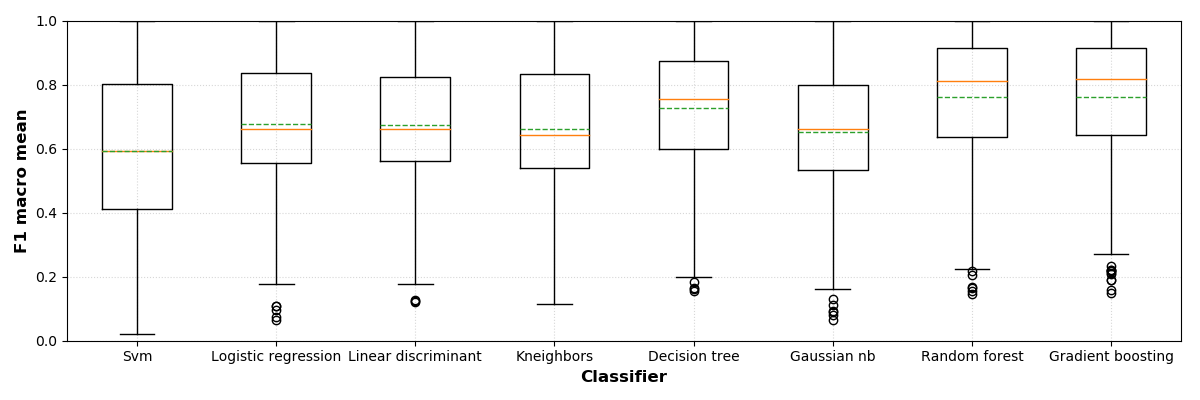 F1 macro mean
1.0
0.8
0.6
0.4
0.2
0.0
Svm Logistic regression Linear discriminant Kneighbors Decision tree Gaussian nb Random forest Gradient boosting
Classifier